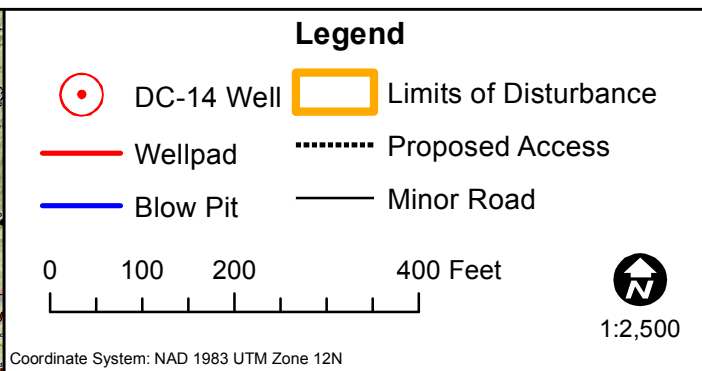 Legend
DC-14 Well
Limits of Disturbance
Wellpad
Proposed Access
Blow Pit
Minor Road
0 100 200 400 Feet
N
1:2,500
Coordinate System: NAD 1983 UTM Zone 12N